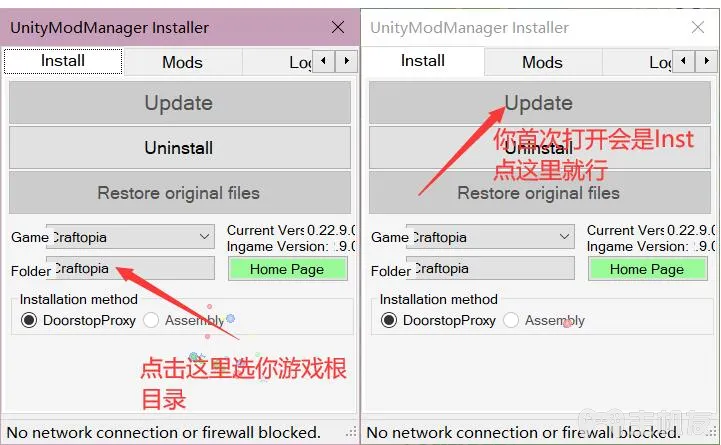 UnityModManager Installer
Install Mods Log
Update
Uninstall
Restore original files
Game Craftopia
Current Vers 0.22.9.0
Ingame Version: .9.0
Folder Craftopia
Home Page
Installation method
DoorstopProxy Assembly
点击这里选你游戏根
目录
No network connection or firewall blocked.
UnityModManager Installer
Install Mods Log
Update
你首次打开会是Inst
Uninstall
点这里就行
Restore original files
Game Craftopia
Current Vers 0.22.9.0
Ingame Version: .9.0
Folder Craftopia
Home Page
Installation method
DoorstopProxy Assembly
No network connection or firewall blocked.